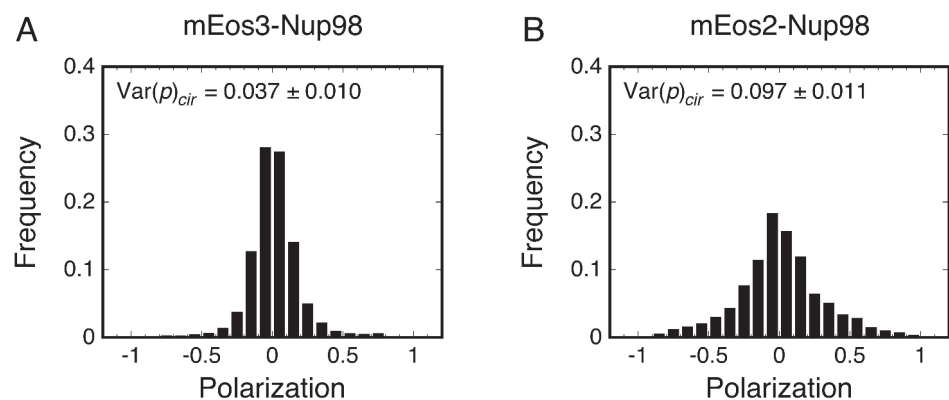 A
mEos3-Nup98
Var(p)cir = 0.037 ± 0.010
0.4
0.3
0.2
0.1
0
Frequency
-1 -0.5 0 0.5 1
Polarization
B
mEos2-Nup98
Var(p)cir = 0.097 ± 0.011
0.4
0.3
0.2
0.1
0
Frequency
-1 -0.5 0 0.5 1
Polarization